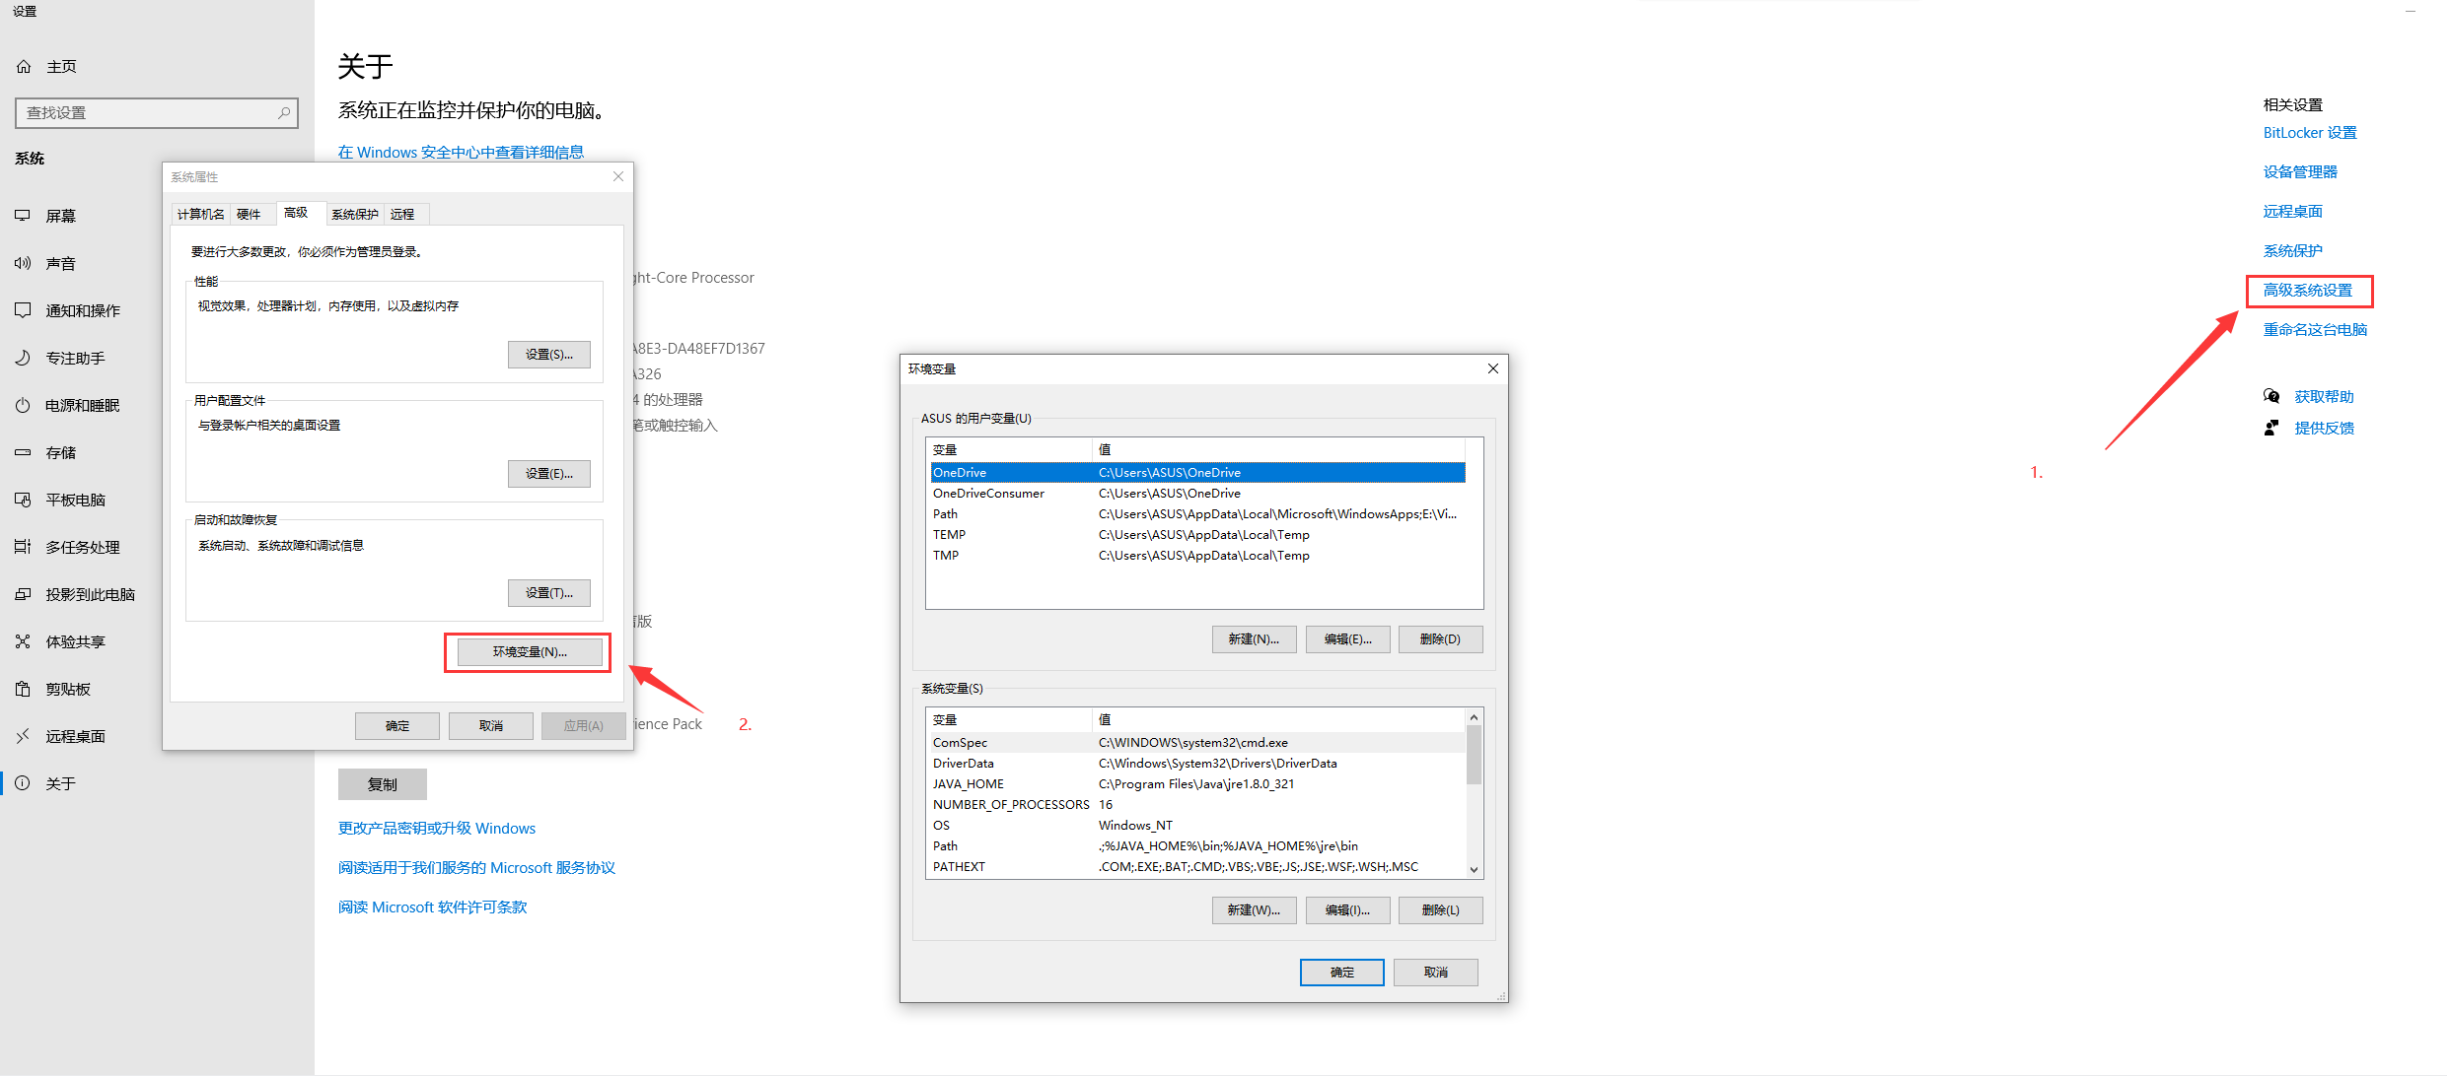 设置
主页
查找设置
系统
屏幕
声音
通知和操作
专注助手
电源和睡眠
存储
平板电脑
多任务处理
投影到此电脑
体验共享
剪贴板
远程桌面
关于
关于
系统正在监控并保护你的电脑。
在 Windows 安全中心中查看详细信息
系统属性
计算机名 硬件 高级 系统保护 远程
要进行大多数更改，你必须作为管理员登录。
性能
视觉效果，处理器计划，内存使用，以及虚拟内存
设置(S)...
用户配置文件
与登录帐户相关的桌面设置
设置(E)...
启动和故障恢复
系统启动、系统故障和调试信息
设置(T)...
环境变量(N)...
确定 取消 应用(A)
ght-Core Processor
A8E3-DA48EF7D1367
A326
4 的处理器
笔或触控输入
版
ience Pack
2.
复制
更改产品密钥或升级 Windows
阅读适用于我们服务的 Microsoft 服务协议
阅读 Microsoft 软件许可条款
环境变量
ASUS 的用户变量(U)
变量 值
OneDrive C:\Users\ASUS\OneDrive
OneDriveConsumer C:\Users\ASUS\OneDrive
Path C:\Users\ASUS\AppData\Local\Microsoft\WindowsApps;E:\Vi...
TEMP C:\Users\ASUS\AppData\Local\Temp
TMP C:\Users\ASUS\AppData\Local\Temp
新建(N)... 编辑(E)... 删除(D)
系统变量(S)
变量 值
ComSpec C:\WINDOWS\system32\cmd.exe
DriverData C:\Windows\System32\Drivers\DriverData
JAVA_HOME C:\Program Files\Java\jre1.8.0_321
NUMBER_OF_PROCESSORS 16
OS Windows_NT
Path .;%JAVA_HOME%\bin;%JAVA_HOME%\jre\bin
PATHEXT .COM;.EXE;.BAT;.CMD;.VBS;.VBE;.JS;.JSE;.WSF;.WSH;.MSC
新建(W)... 编辑(I)... 删除(L)
确定 取消
相关设置
BitLocker 设置
设备管理器
远程桌面
系统保护
高级系统设置
重命名这台电脑
获取帮助
提供反馈
1.